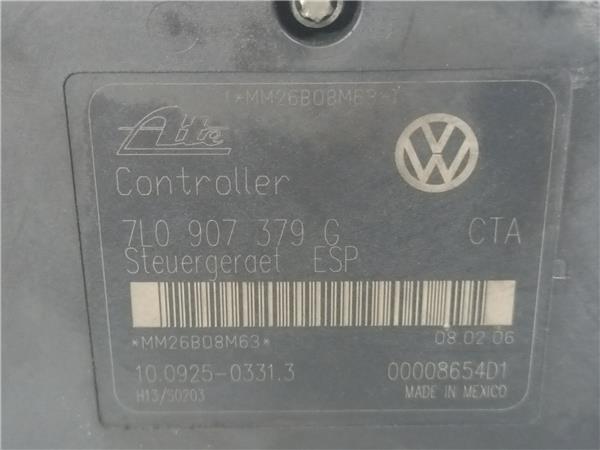 *MM26B08M63*
Ate
Controller
7L0 907 379 G CTA
Steuergeraet ESP
*MM26B08M63* 08.02.06
10.0925-0331.3 00008654D1
H13/S0203 MADE IN MEXICO